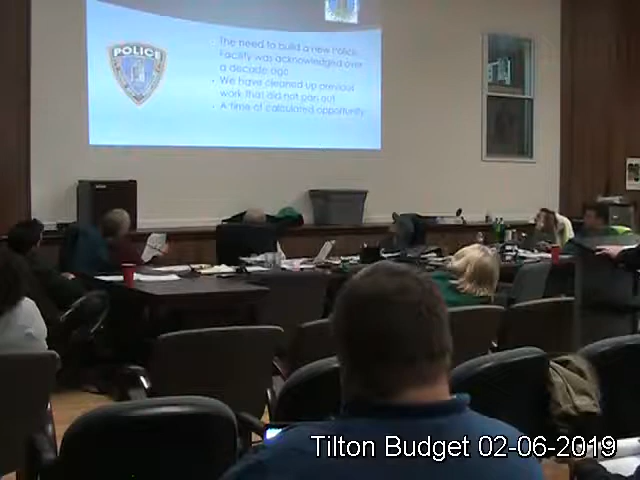 POLICE
- The need to build a new Police
Facility was acknowledged over
a decade ago
- We have cleaned up previous
work that did not pan out
- A time of calculated opportunity
Tilton Budget 02-06-2019